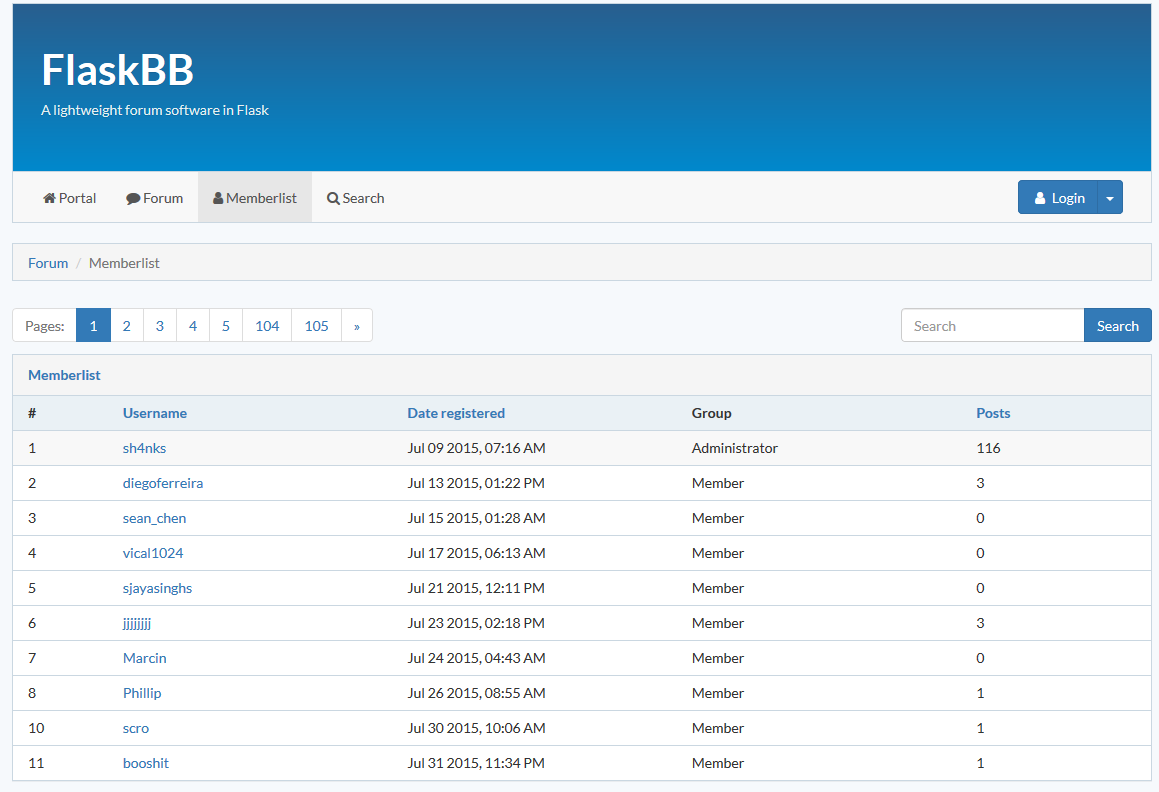 FlaskBB
A lightweight forum software in Flask
Portal Forum Memberlist Search Login
Forum / Memberlist
Pages: 1 2 3 4 5 104 105 » Search Search
Memberlist
# Username Date registered Group Posts
1 sh4nks Jul 09 2015, 07:16 AM Administrator 116
2 diegoferreira Jul 13 2015, 01:22 PM Member 3
3 sean_chen Jul 15 2015, 01:28 AM Member 0
4 vical1024 Jul 17 2015, 06:13 AM Member 0
5 sjayasinghs Jul 21 2015, 12:11 PM Member 0
6 jjjjjjjj Jul 23 2015, 02:18 PM Member 3
7 Marcin Jul 24 2015, 04:43 AM Member 0
8 Phillip Jul 26 2015, 08:55 AM Member 1
10 scro Jul 30 2015, 10:06 AM Member 1
11 booshit Jul 31 2015, 11:34 PM Member 1